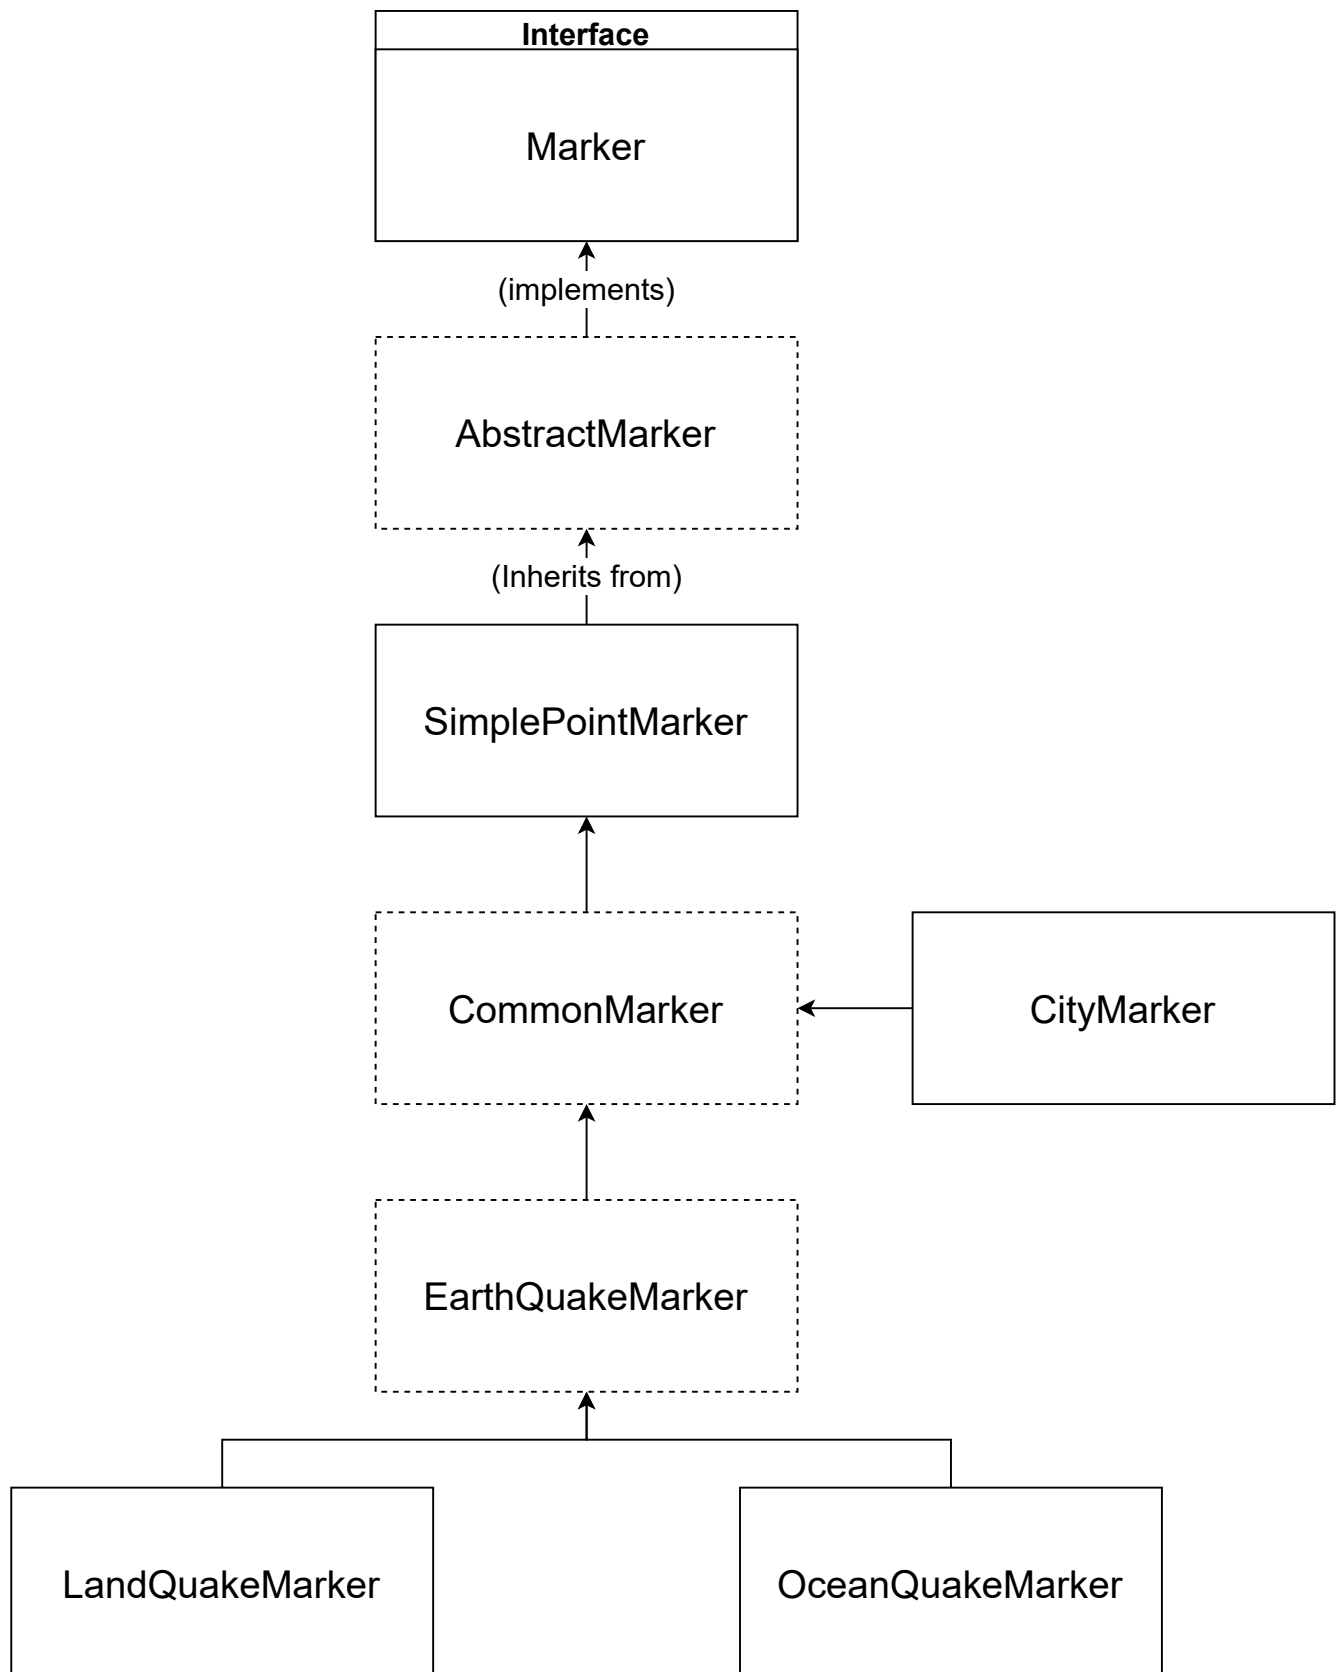 Interface
Marker
(implements)
AbstractMarker
(Inherits from)
SimplePointMarker
CommonMarker
CityMarker
EarthQuakeMarker
LandQuakeMarker
OceanQuakeMarker